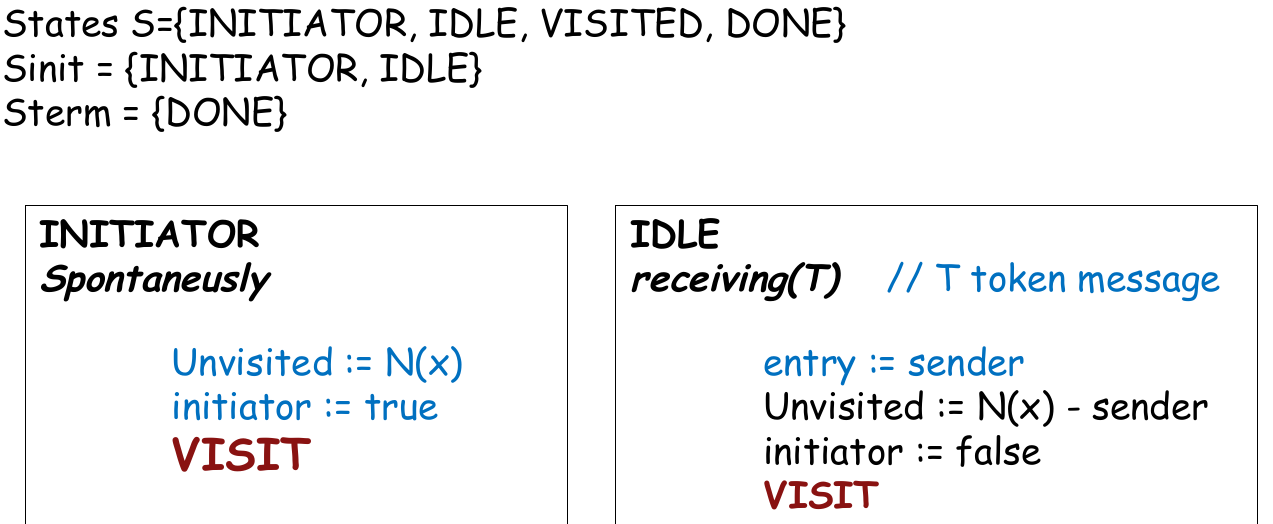 States S={INITIATOR, IDLE, VISITED, DONE}
Sinit = {INITIATOR, IDLE}
Sterm = {DONE}
INITIATOR
Spontaneusly
Unvisited := N(x)
initiator := true
VISIT
IDLE
receiving(T) // T token message
entry := sender
Unvisited := N(x) - sender
initiator := false
VISIT